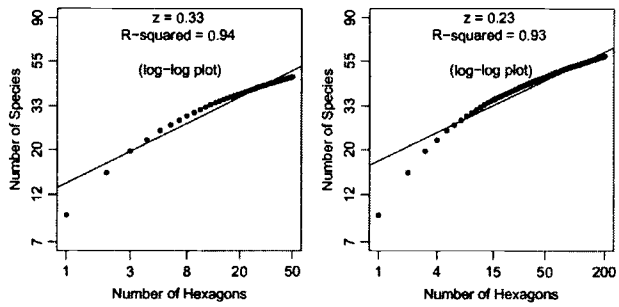 z = 0.33
R-squared = 0.94
(log-log plot)
Number of Species
90
55
33
20
12
7
1
3
8
20
50
Number of Hexagons
z = 0.23
R-squared = 0.93
(log-log plot)
Number of Species
90
55
33
20
12
7
1
4
15
50
200
Number of Hexagons